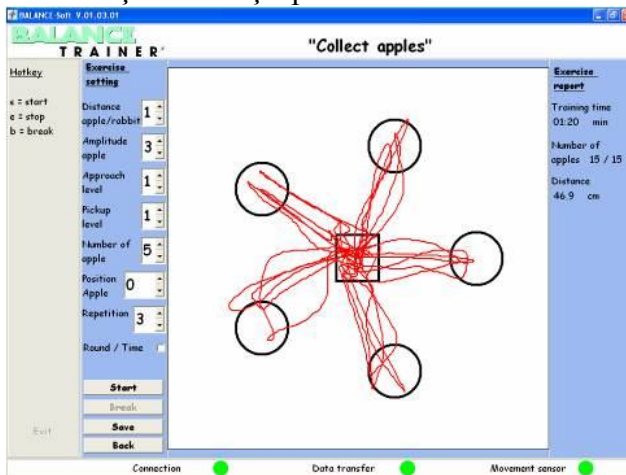 BALANCE-Soft V.01.03.01
BALANCE
TRAINER
"Collect apples"
Hotkey
s = start
e = stop
b = break
Exit
Exercise
setting
Distance
apple/rabbit 1
Amplitude
apple 3
Approach
level 1
Pickup
level 1
Number of
apple 5
Position
Apple 0
Repetition 3
Round / Time
Start
Break
Save
Back
Exercise
report
Training time
01:20 min
Number of
apples 15 / 15
Distance
46.9 cm
Connection
Data transfer
Movement sensor